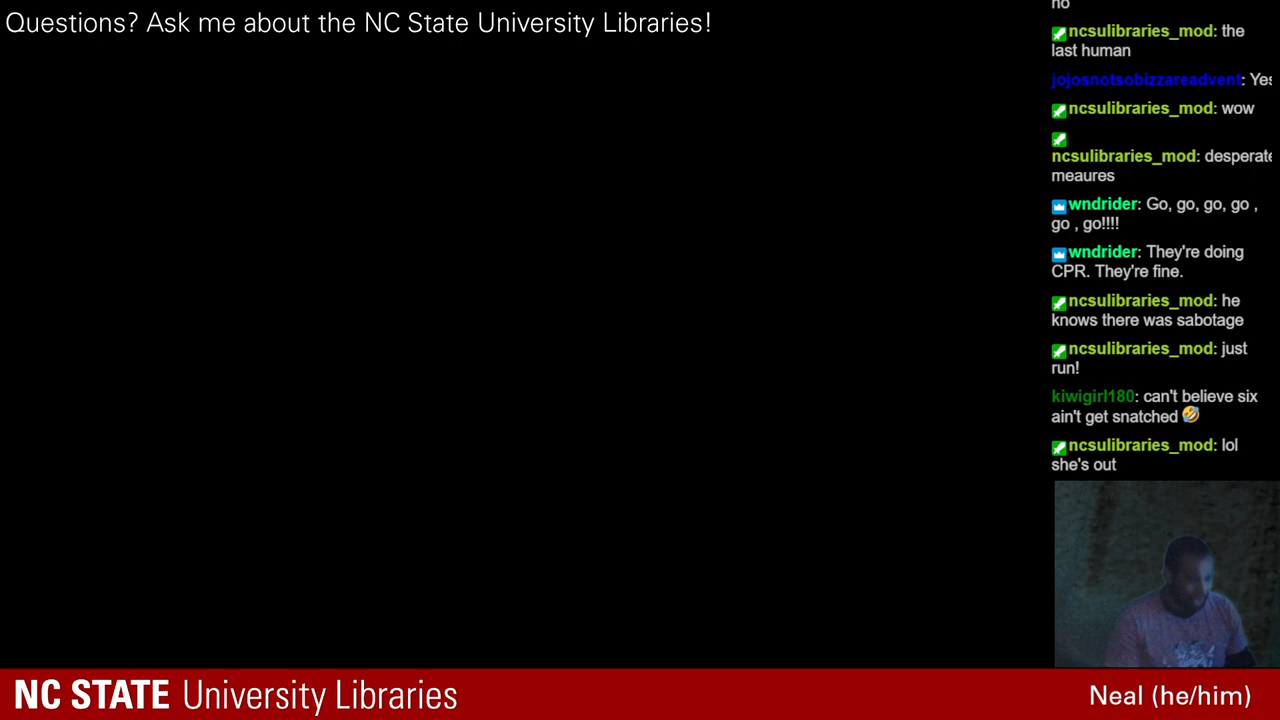 Questions? Ask me about the NC State University Libraries!
no
ncsulibraries_mod: the
last human
jojosnotsobizzareadvent: Yes
ncsulibraries_mod: wow
ncsulibraries_mod: desperate
meaures
wndrider: Go, go, go, go ,
go , go!!!!
wndrider: They're doing
CPR. They're fine.
ncsulibraries_mod: he
knows there was sabotage
ncsulibraries_mod: just
run!
kiwigirl180: can't believe six
ain't get snatched 🤣
ncsulibraries_mod: lol
she's out
NC STATE University Libraries
Neal (he/him)